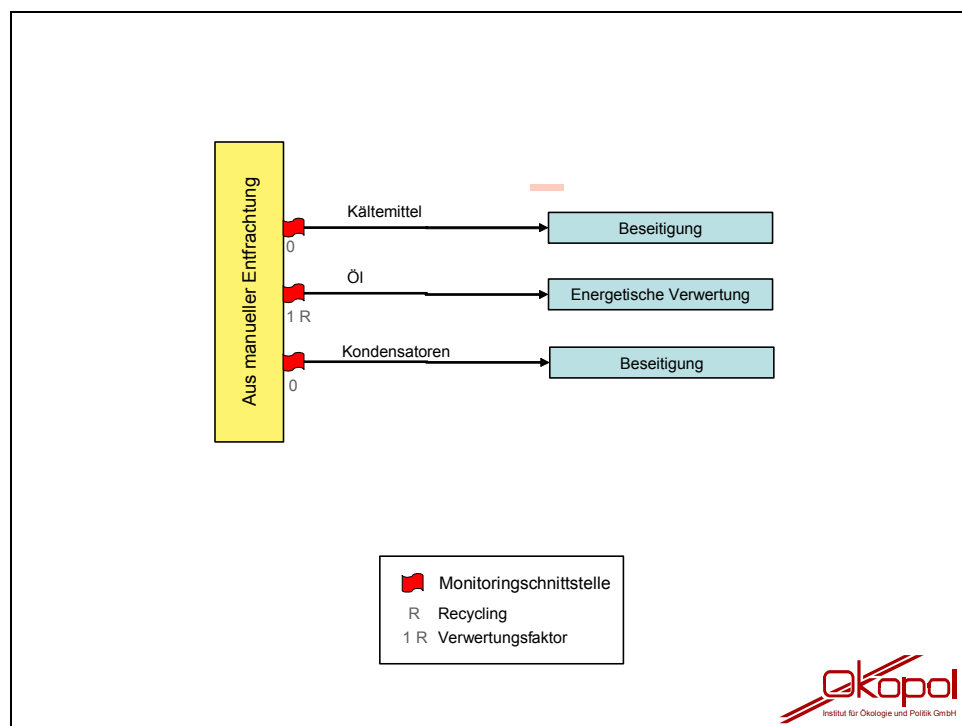 Aus manueller Entfrachtung
Kältemittel
Beseitigung
0
Öl
Energetische Verwertung
1 R
Kondensatoren
Beseitigung
0
Monitoringschnittstelle
R Recycling
1 R Verwertungsfaktor
Ökopol
Institut für Ökologie und Politik GmbH